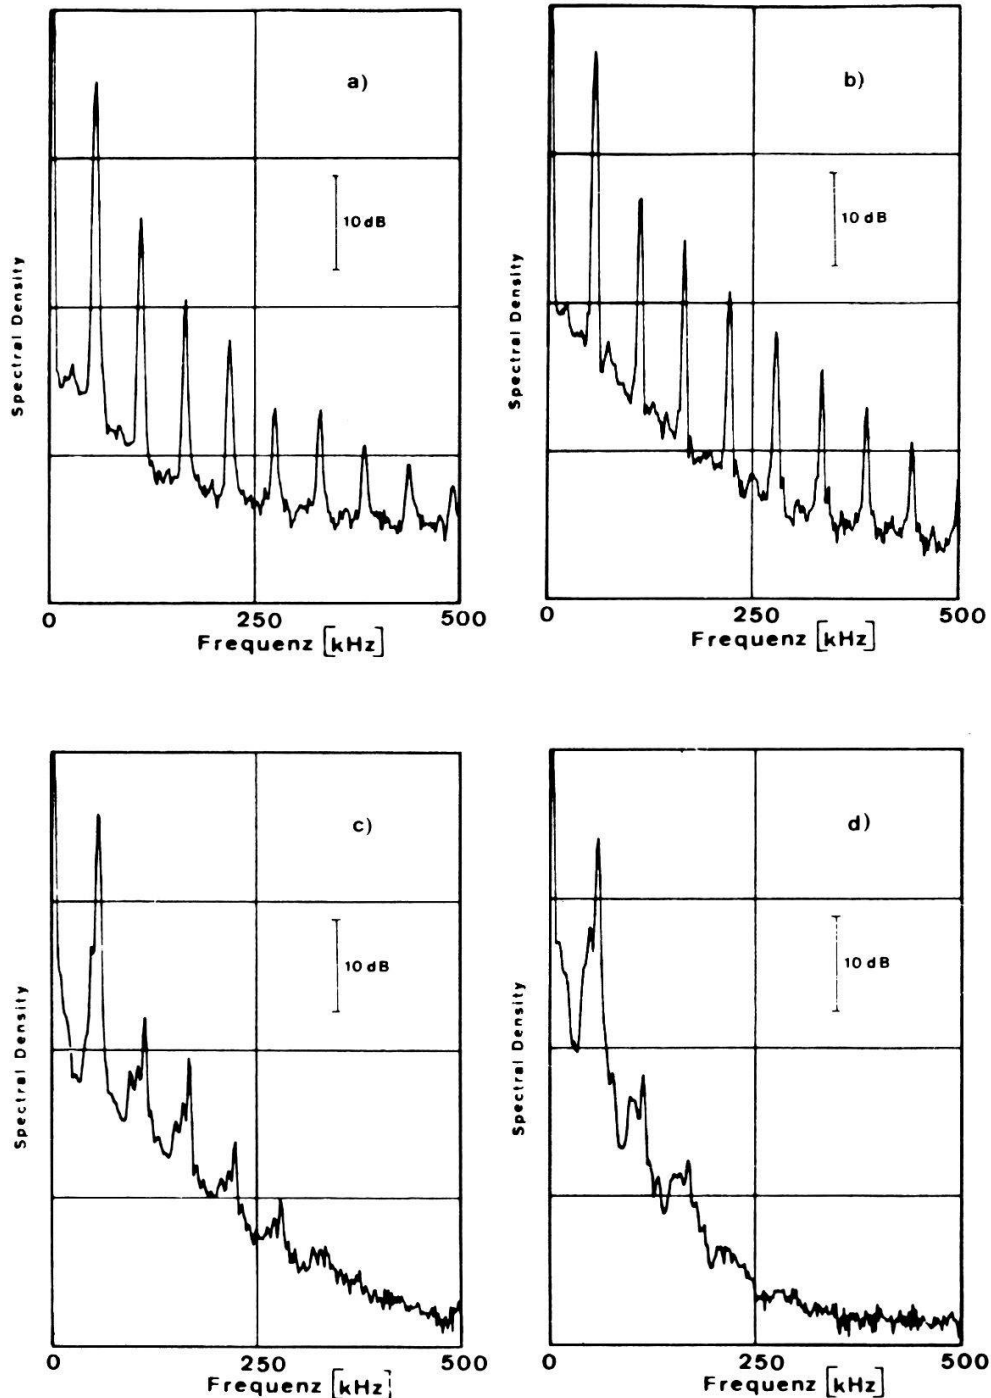 a)
10 dB
Spectral Density
0 250 500
Frequenz [kHz]
b)
10 dB
Spectral Density
0 250 500
Frequenz [kHz]
c)
10 dB
Spectral Density
0 250 500
Frequenz [kHz]
d)
10 dB
Spectral Density
0 250 500
Frequenz [kHz]